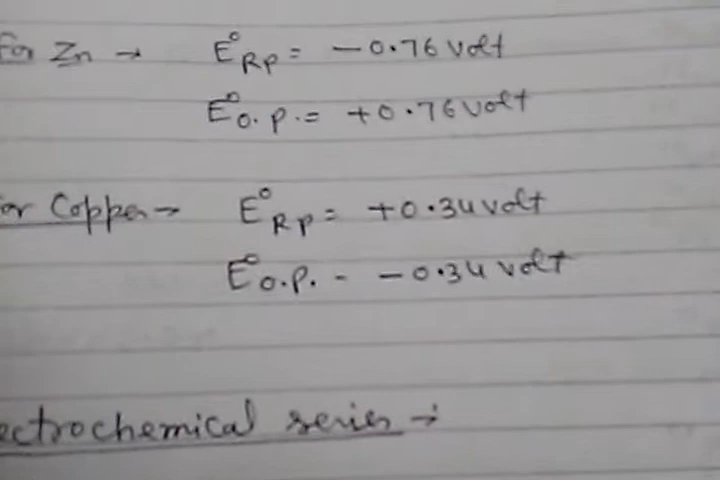 For Zn → E°RP = -0.76 volt
E°O.P. = +0.76 volt
For Copper → E°RP = +0.34 volt
E°O.P. - -0.34 volt
ectrochemical series →